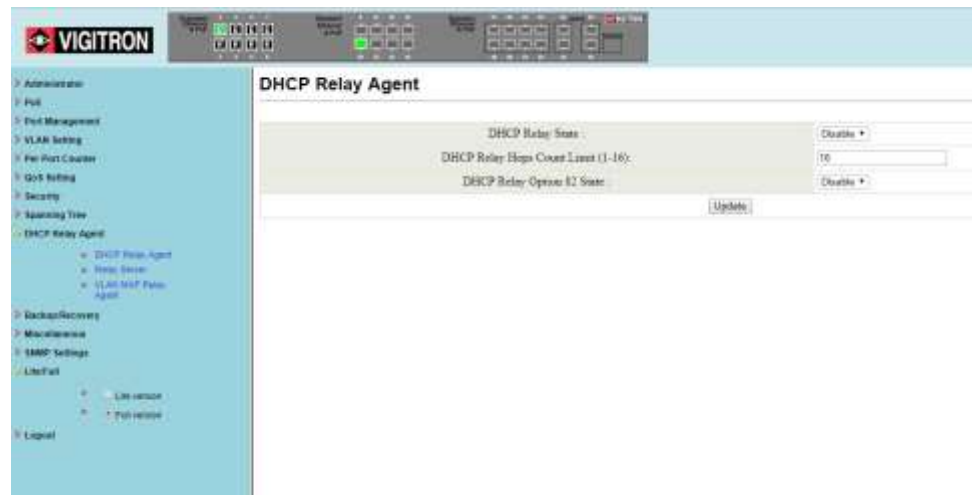 VIGITRON
Administrator
PoE
Port Management
VLAN Setting
Per Port Counter
QoS Setting
Security
Spanning Tree
DHCP Relay Agent
DHCP Relay Agent
Relay Server
VLAN MAP Relay
Agent
Backup/Recovery
Miscellaneous
SNMP Settings
Lite/Full
Lite version
Full version
Logout
DHCP Relay Agent
DHCP Relay State :
Disable
DHCP Relay Hops Count Limit (1-16):
16
DHCP Relay Option 82 State :
Disable
Update